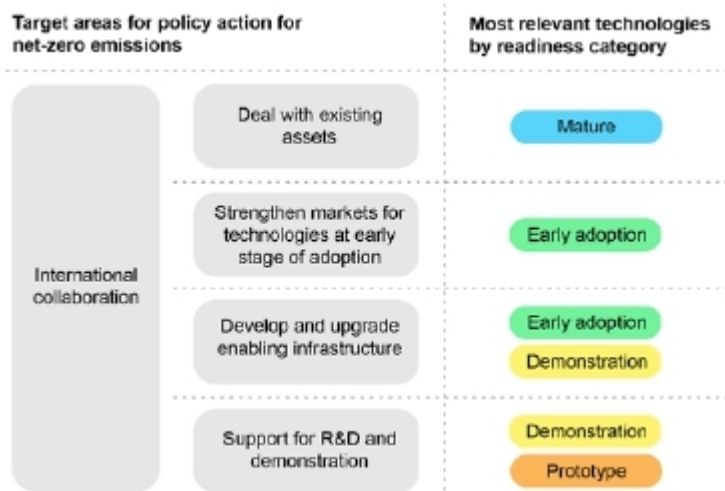 Target areas for policy action for
net-zero emissions
Most relevant technologies
by readiness category
International
collaboration
Deal with existing
assets
Mature
Strengthen markets for
technologies at early
stage of adoption
Early adoption
Develop and upgrade
enabling infrastructure
Early adoption
Demonstration
Support for R&D and
demonstration
Demonstration
Prototype